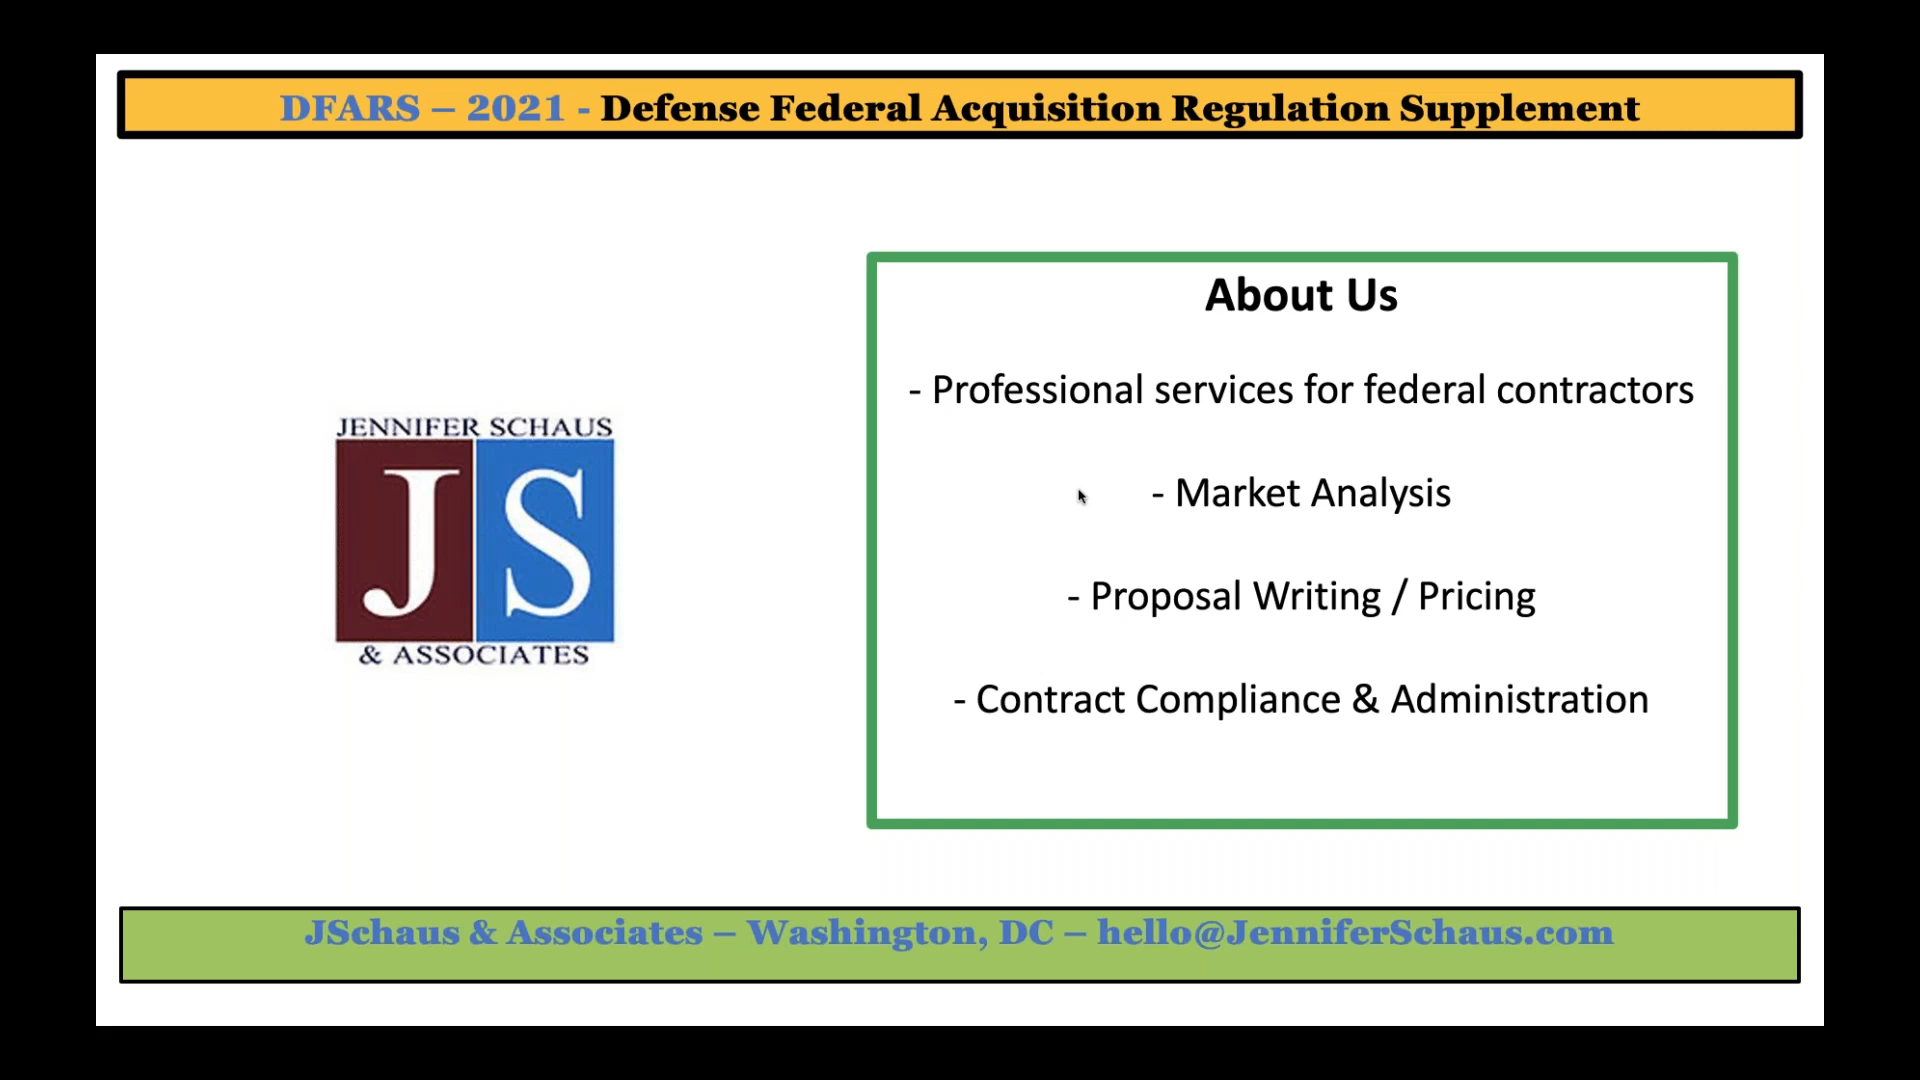 DFARS – 2021 - Defense Federal Acquisition Regulation Supplement
JENNIFER SCHAUS
JS
& ASSOCIATES
About Us
- Professional services for federal contractors
- Market Analysis
- Proposal Writing / Pricing
- Contract Compliance & Administration
JSchaus & Associates – Washington, DC – hello@JenniferSchaus.com